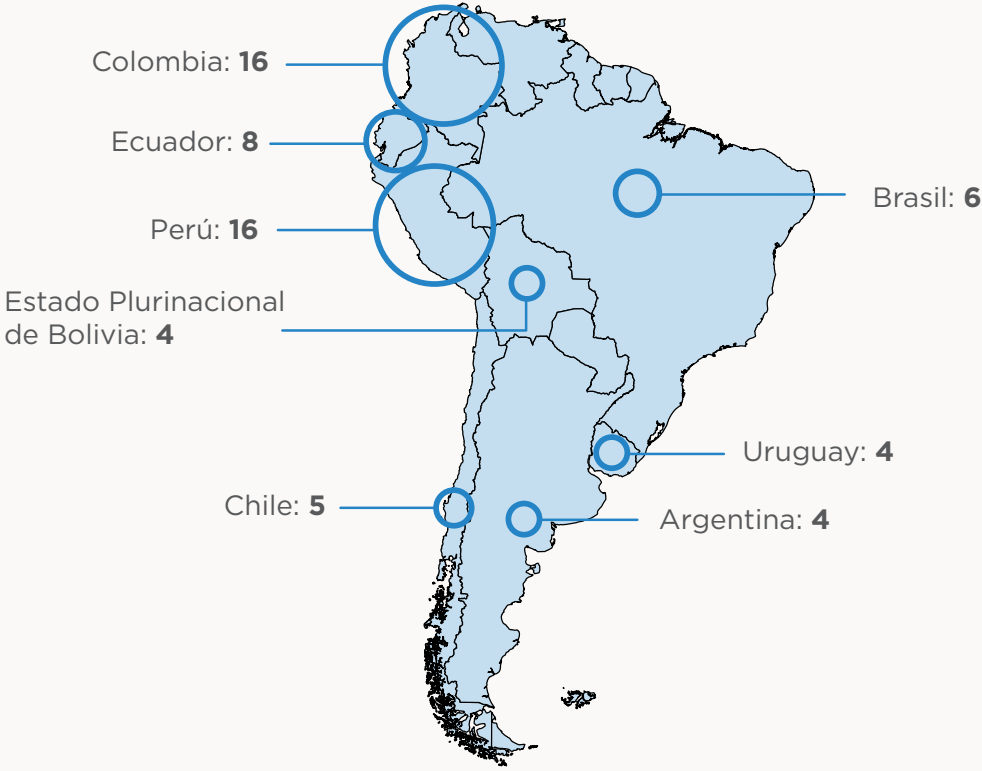 Colombia: 16
Ecuador: 8
Brasil: 6
Perú: 16
Estado Plurinacional
de Bolivia: 4
Uruguay: 4
Chile: 5
Argentina: 4